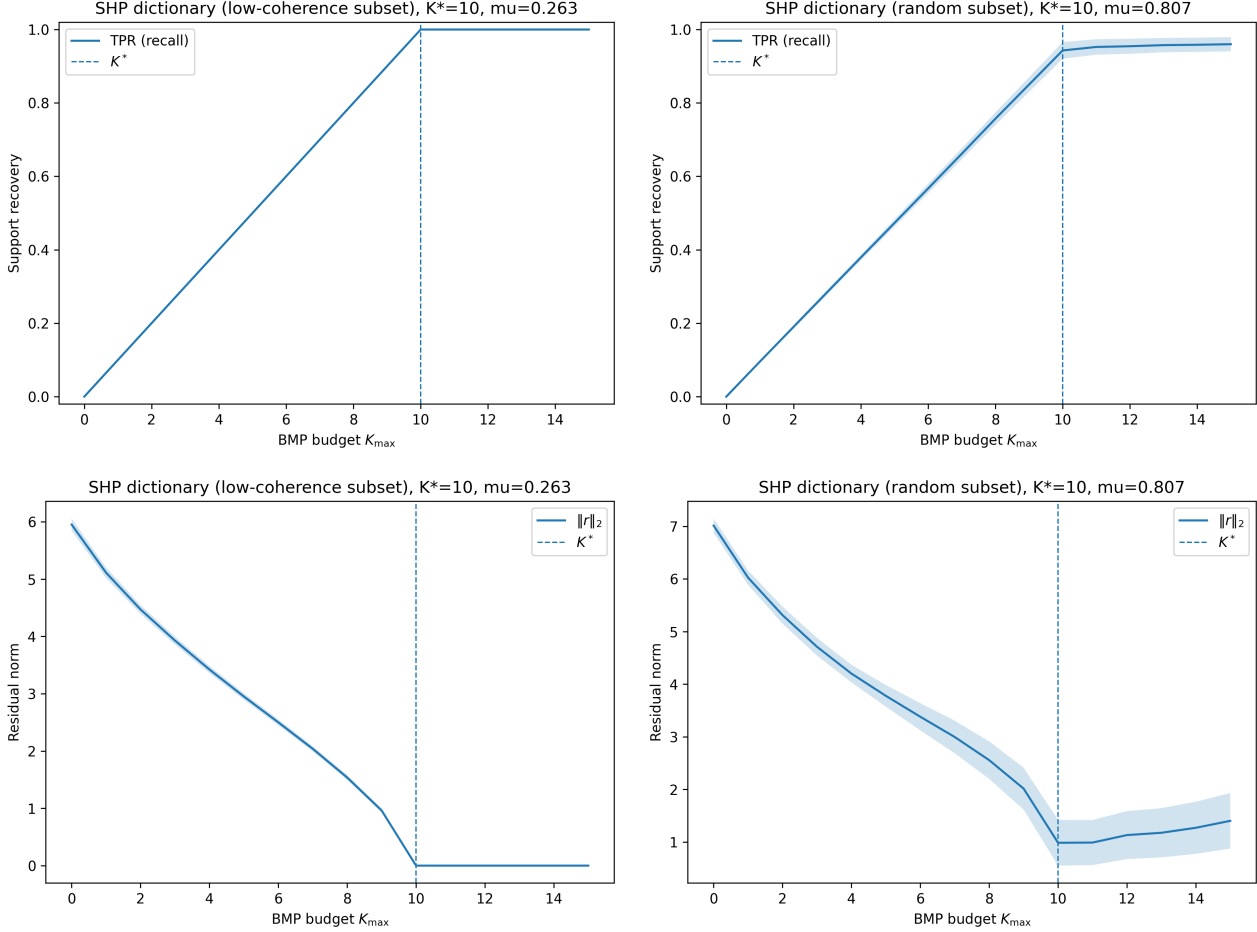 SHP dictionary (low-coherence subset), K*=10, mu=0.263
TPR (recall)
K*
1.0
0.8
0.6
0.4
0.2
0.0
Support recovery
0 2 4 6 8 10 12 14
BMP budget Kmax
SHP dictionary (random subset), K*=10, mu=0.807
TPR (recall)
K*
1.0
0.8
0.6
0.4
0.2
0.0
Support recovery
0 2 4 6 8 10 12 14
BMP budget Kmax
SHP dictionary (low-coherence subset), K*=10, mu=0.263
‖r‖2
K*
6
5
4
3
2
1
0
Residual norm
0 2 4 6 8 10 12 14
BMP budget Kmax
SHP dictionary (random subset), K*=10, mu=0.807
‖r‖2
K*
7
6
5
4
3
2
1
Residual norm
0 2 4 6 8 10 12 14
BMP budget Kmax